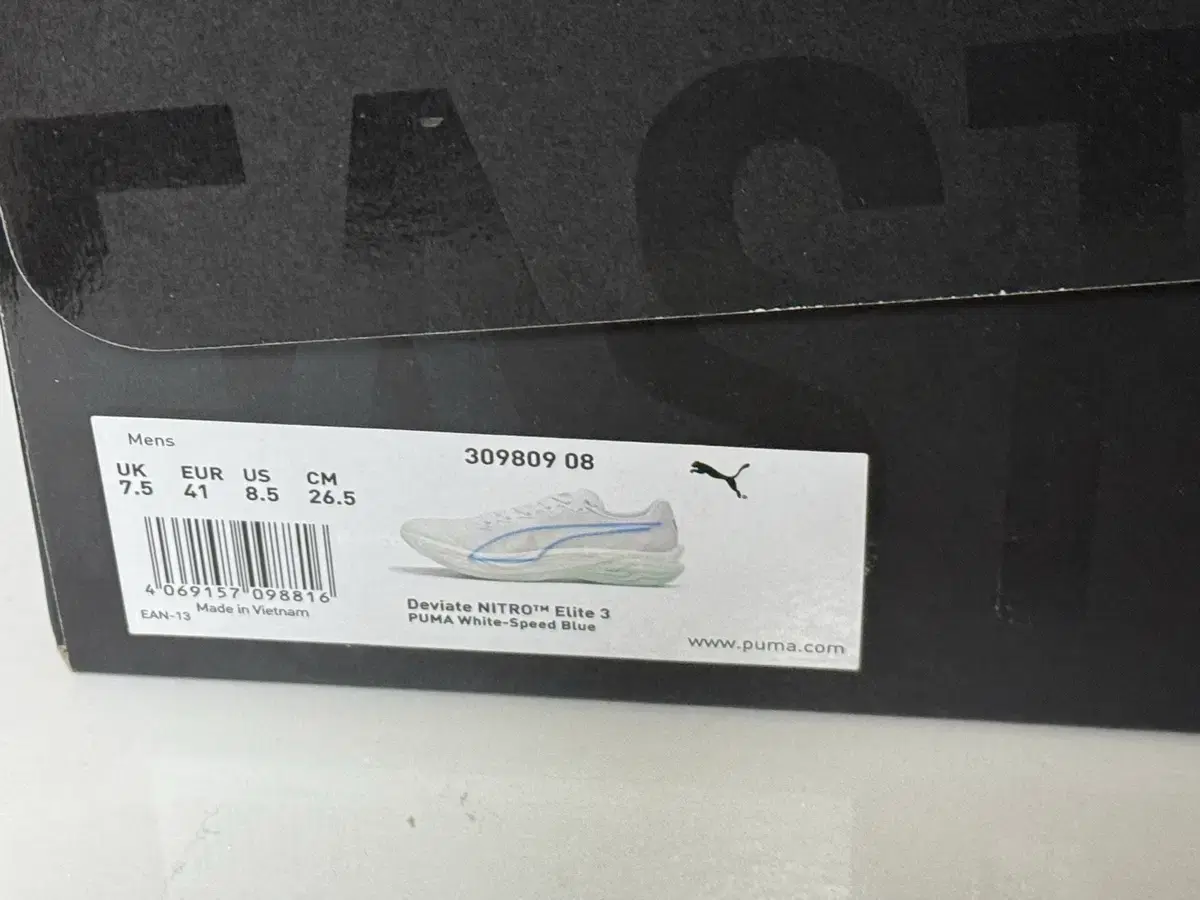 FAST
Mens
UK EUR US CM
7.5 41 8.5 26.5
309809 08
4 069157 098816
EAN-13 Made in Vietnam
Deviate NITRO™ Elite 3
PUMA White-Speed Blue
www.puma.com